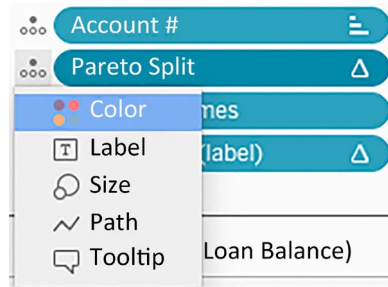 Account #
Pareto Split
Color
mes
Label
(label)
Size
Path
Tooltip
Loan Balance)